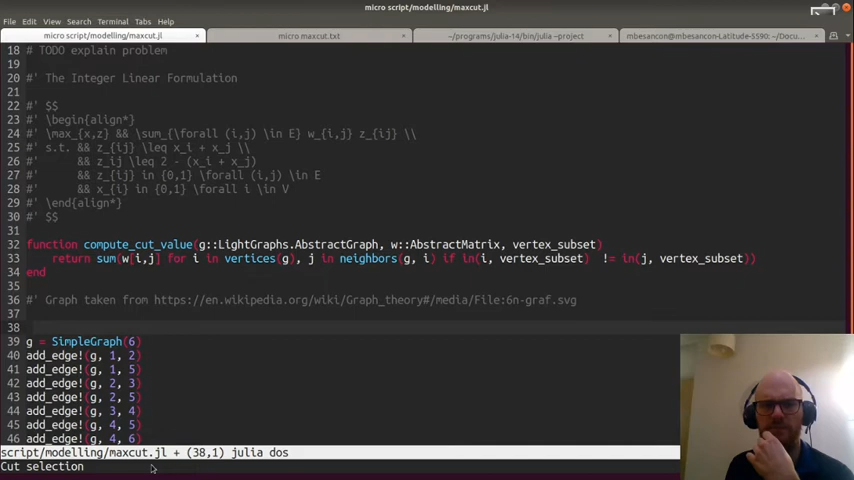 micro script/modelling/maxcut.jl
File Edit View Search Terminal Tabs Help
micro script/modelling/maxcut.jl × micro maxcut.txt × ~/programs/julia-14/bin/julia --project × mbesancon@mbesancon-Latitude-5590: ~/Docu... ×
18 # TODO explain problem
19
20 #' The Integer Linear Formulation
21
22 #' $$
23 #' \begin{align*}
24 #' \max_{x,z} && \sum_{\forall (i,j) \in E} w_{i,j} z_{ij} \\
25 #' s.t. && z_{ij} \leq x_i + x_j \\
26 #'      && z_ij \leq 2 - (x_i + x_j)
27 #'      && z_{ij} in {0,1} \forall (i,j) \in E
28 #'      && x_{i} in {0,1} \forall i \in V
29 #' \end{align*}
30 #' $$
31
32 function compute_cut_value(g::LightGraphs.AbstractGraph, w::AbstractMatrix, vertex_subset)
33     return sum(w[i,j] for i in vertices(g), j in neighbors(g, i) if in(i, vertex_subset)  != in(j, vertex_subset))
34 end
35
36 #' Graph taken from https://en.wikipedia.org/wiki/Graph_theory#/media/File:6n-graf.svg
37
38
39 g = SimpleGraph(6)
40 add_edge!(g, 1, 2)
41 add_edge!(g, 1, 5)
42 add_edge!(g, 2, 3)
43 add_edge!(g, 2, 5)
44 add_edge!(g, 3, 4)
45 add_edge!(g, 4, 5)
46 add_edge!(g, 4, 6)
script/modelling/maxcut.jl + (38,1) julia dos
Cut selection